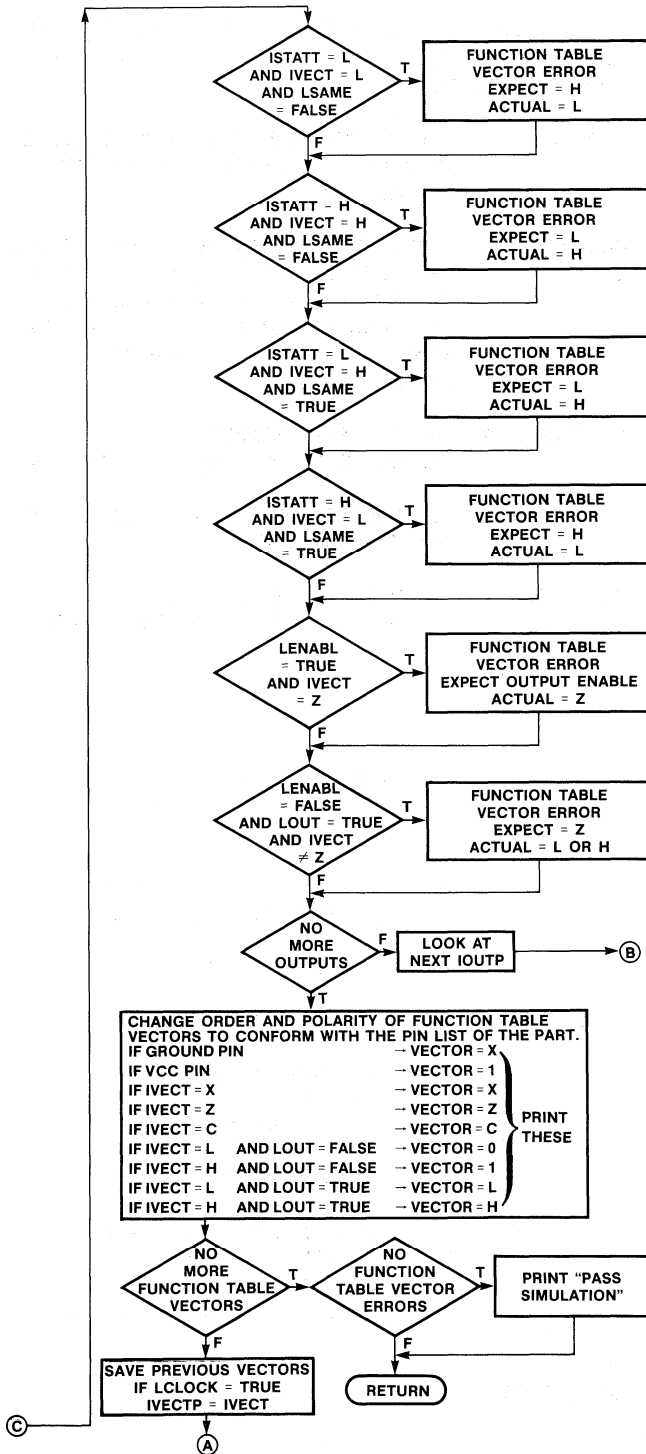 ISTATT = L
AND IVECT = L
AND LSAME
= FALSE
T
FUNCTION TABLE
VECTOR ERROR
EXPECT = H
ACTUAL = L
F
ISTATT – H
AND IVECT = H
AND LSAME
= FALSE
T
FUNCTION TABLE
VECTOR ERROR
EXPECT = L
ACTUAL = H
F
ISTATT = L
AND IVECT = H
AND LSAME
= TRUE
T
FUNCTION TABLE
VECTOR ERROR
EXPECT = L
ACTUAL = H
ISTATT = H
AND IVECT = L
AND LSAME
= TRUE
T
FUNCTION TABLE
VECTOR ERROR
EXPECT = H
ACTUAL = L
F
LENABL
= TRUE
AND IVECT
= Z
T
FUNCTION TABLE
VECTOR ERROR
EXPECT OUTPUT ENABLE
ACTUAL = Z
F
LENABL
= FALSE
AND LOUT = TRUE
AND IVECT
≠ Z
T
FUNCTION TABLE
VECTOR ERROR
EXPECT = Z
ACTUAL = L OR H
F
NO
MORE
OUTPUTS
F
LOOK AT
NEXT IOUTP
B
T
CHANGE ORDER AND POLARITY OF FUNCTION TABLE
VECTORS TO CONFORM WITH THE PIN LIST OF THE PART.
IF GROUND PIN → VECTOR = X
IF VCC PIN → VECTOR = 1
IF IVECT = X → VECTOR = X
IF IVECT = Z → VECTOR = Z
IF IVECT = C → VECTOR = C
IF IVECT = L AND LOUT = FALSE → VECTOR = 0
IF IVECT = H AND LOUT = FALSE → VECTOR = 1
IF IVECT = L AND LOUT = TRUE → VECTOR = L
IF IVECT = H AND LOUT = TRUE → VECTOR = H
PRINT
THESE
NO
MORE
FUNCTION TABLE
VECTORS
T
NO
FUNCTION
TABLE VECTOR
ERRORS
T
PRINT "PASS
SIMULATION"
F
F
SAVE PREVIOUS VECTORS
IF LCLOCK = TRUE
IVECTP = IVECT
RETURN
C
A